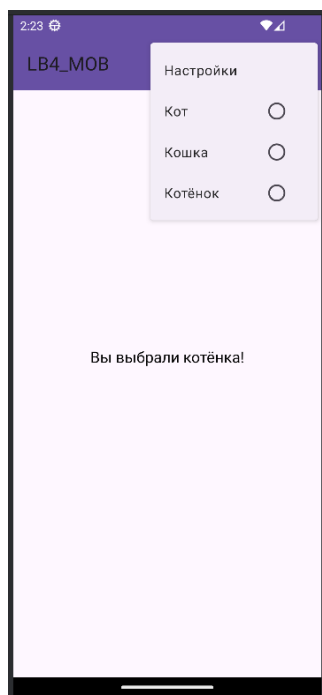 2:23
LB4_MOB
Настройки
Кот
Кошка
Котёнок
Вы выбрали котёнка!